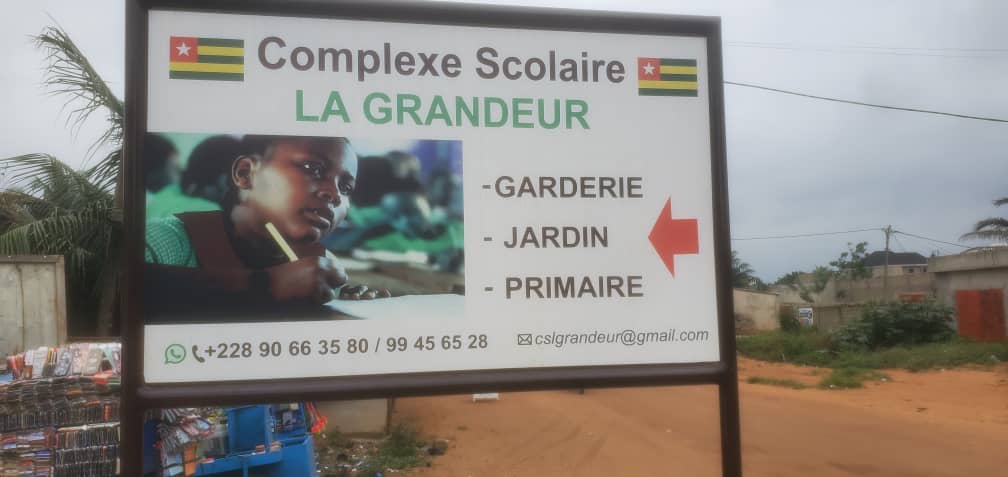 Complexe Scolaire
LA GRANDEUR
-GARDERIE
- JARDIN
- PRIMAIRE
+228 90 66 35 80 / 99 45 65 28
cslgrandeur@gmail.com